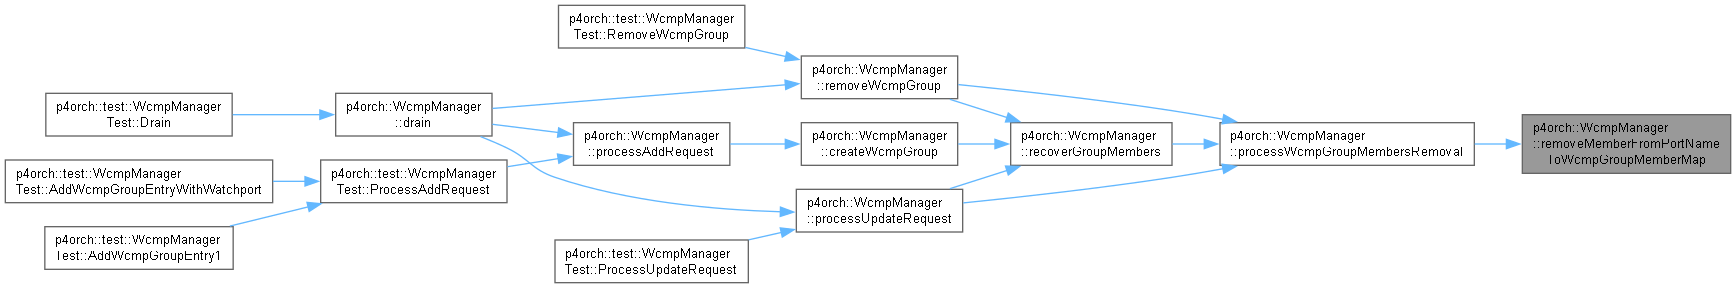 p4orch::test::WcmpManager
Test::RemoveWcmpGroup
p4orch::WcmpManager
::removeWcmpGroup
p4orch::test::WcmpManager
Test::Drain
p4orch::WcmpManager
::drain
p4orch::WcmpManager
::processAddRequest
p4orch::WcmpManager
::createWcmpGroup
p4orch::WcmpManager
::recoverGroupMembers
p4orch::WcmpManager
::processWcmpGroupMembersRemoval
p4orch::WcmpManager
::removeMemberFromPortName
ToWcmpGroupMemberMap
p4orch::test::WcmpManager
Test::AddWcmpGroupEntryWithWatchport
p4orch::test::WcmpManager
Test::ProcessAddRequest
p4orch::WcmpManager
::processUpdateRequest
p4orch::test::WcmpManager
Test::AddWcmpGroupEntry1
p4orch::test::WcmpManager
Test::ProcessUpdateRequest